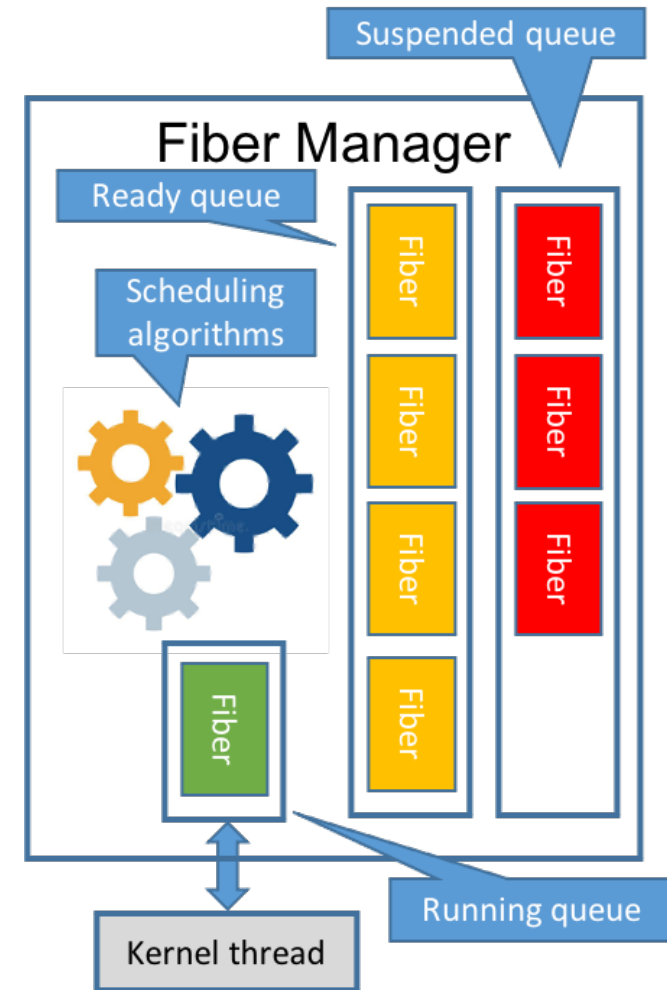 Suspended queue
Fiber Manager
Ready queue
Scheduling
algorithms
Fiber
Fiber
Fiber
Fiber
Fiber
Fiber
Fiber
Fiber
Running queue
Kernel thread